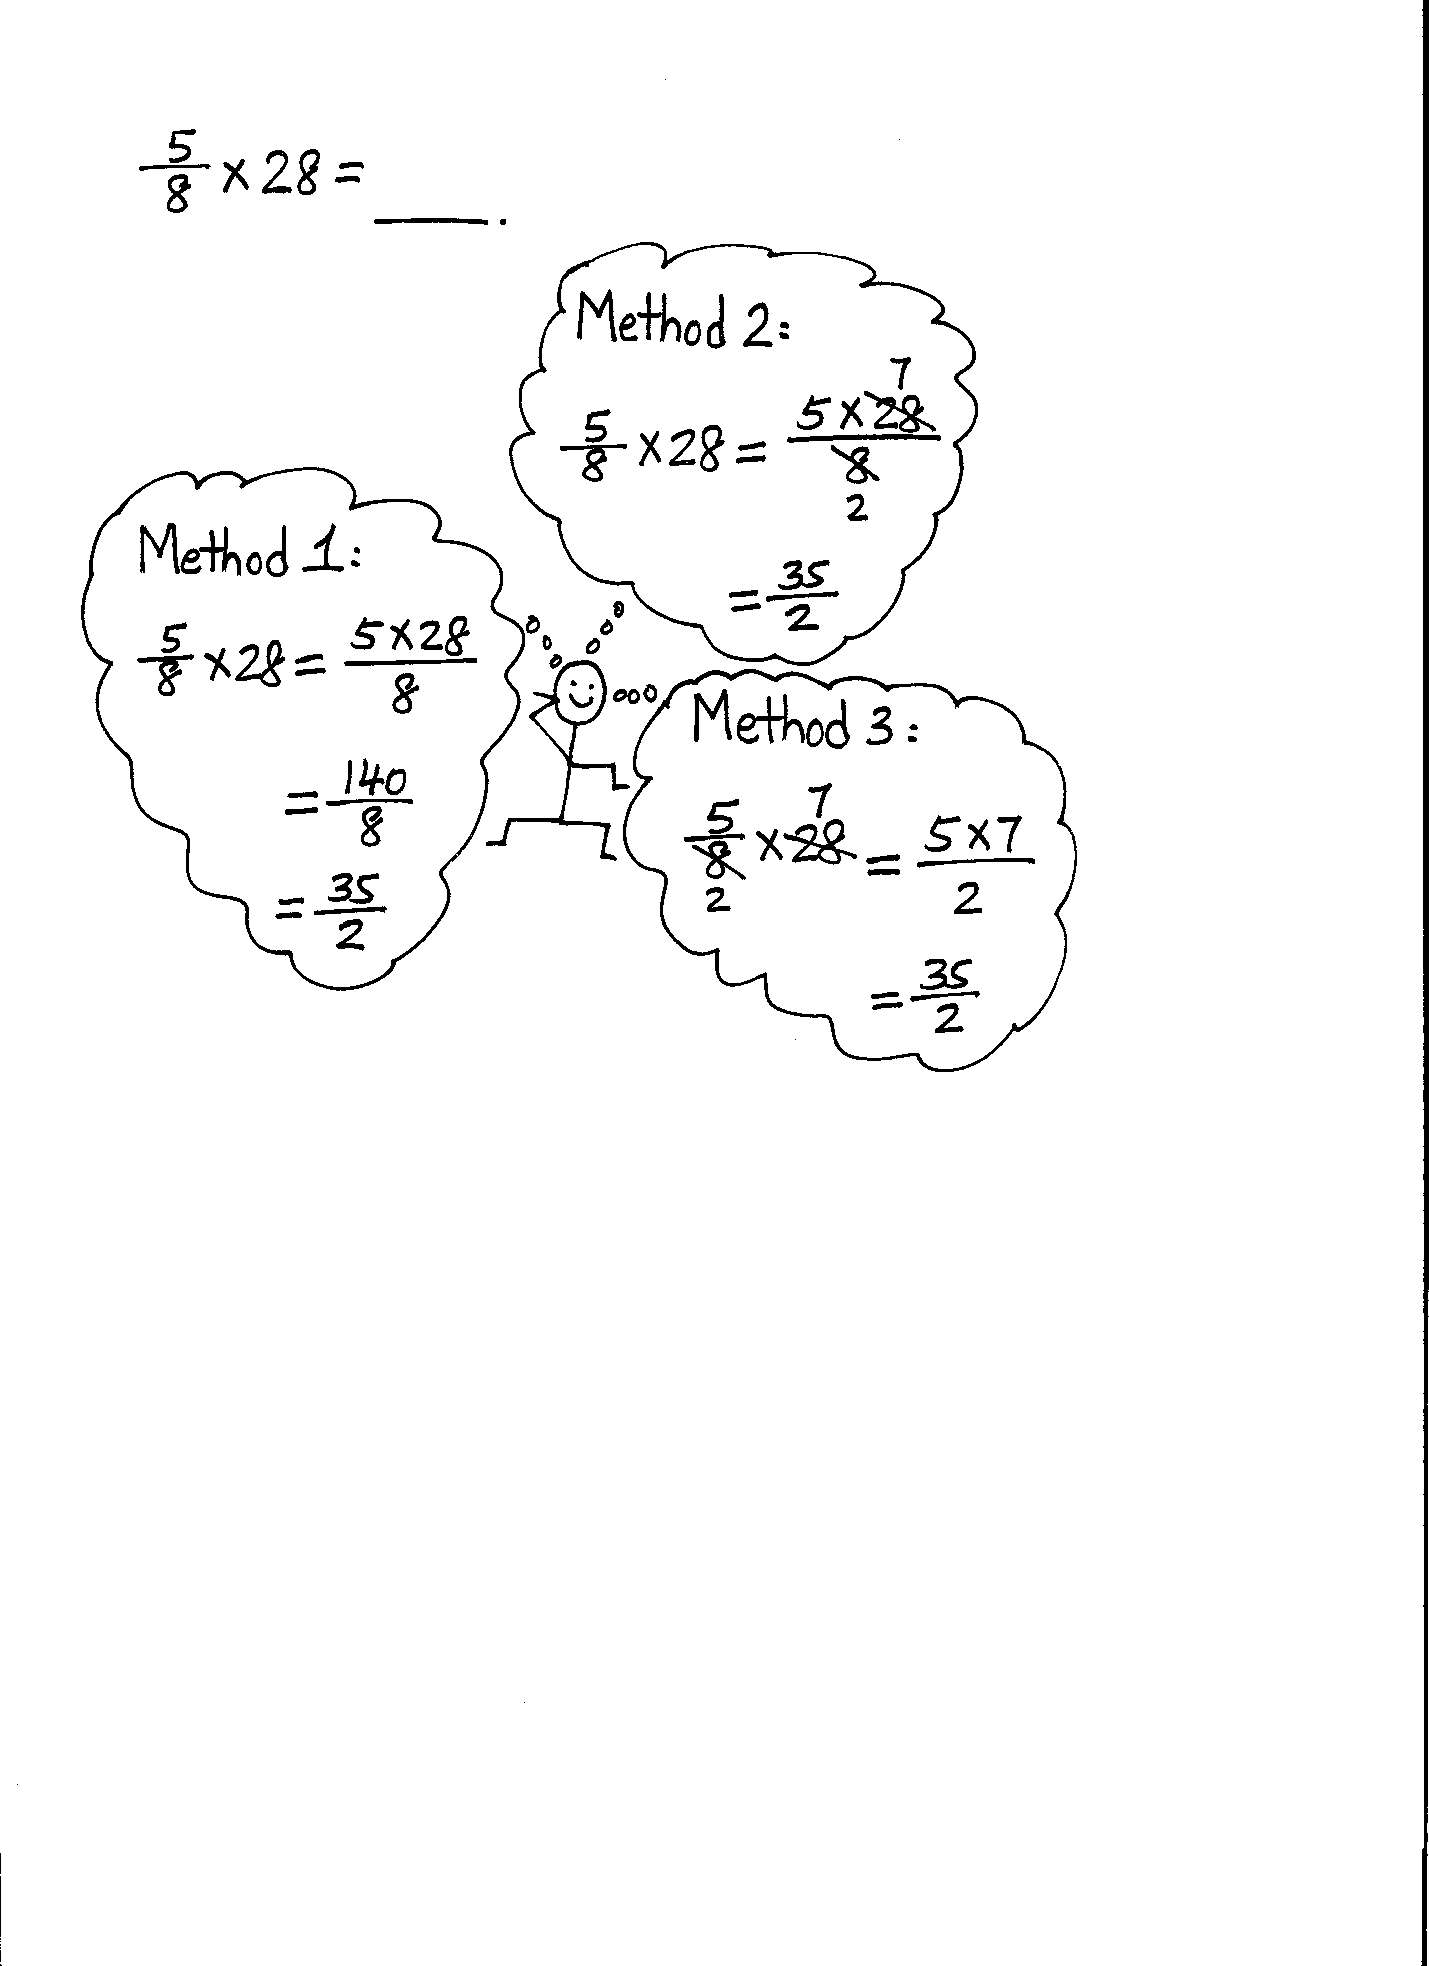 5/8 × 28 = ____.
Method 2:
5/8 × 28 = 5 × 28 7 / 8 2
= 35/2
Method 1:
5/8 × 28 = 5 × 28 / 8
= 140/8
= 35/2
Method 3:
5/8 2 × 28 7 = 5 × 7 / 2
= 35/2